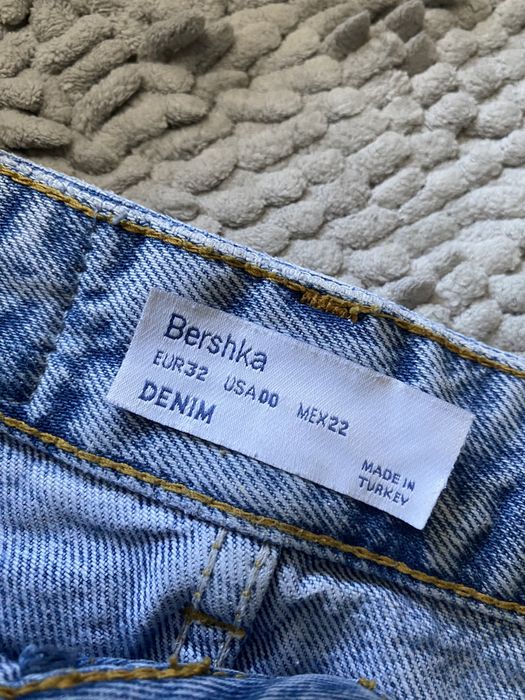 Bershka
EUR32 USA00 MEX22
DENIM
MADE IN
TURKEY